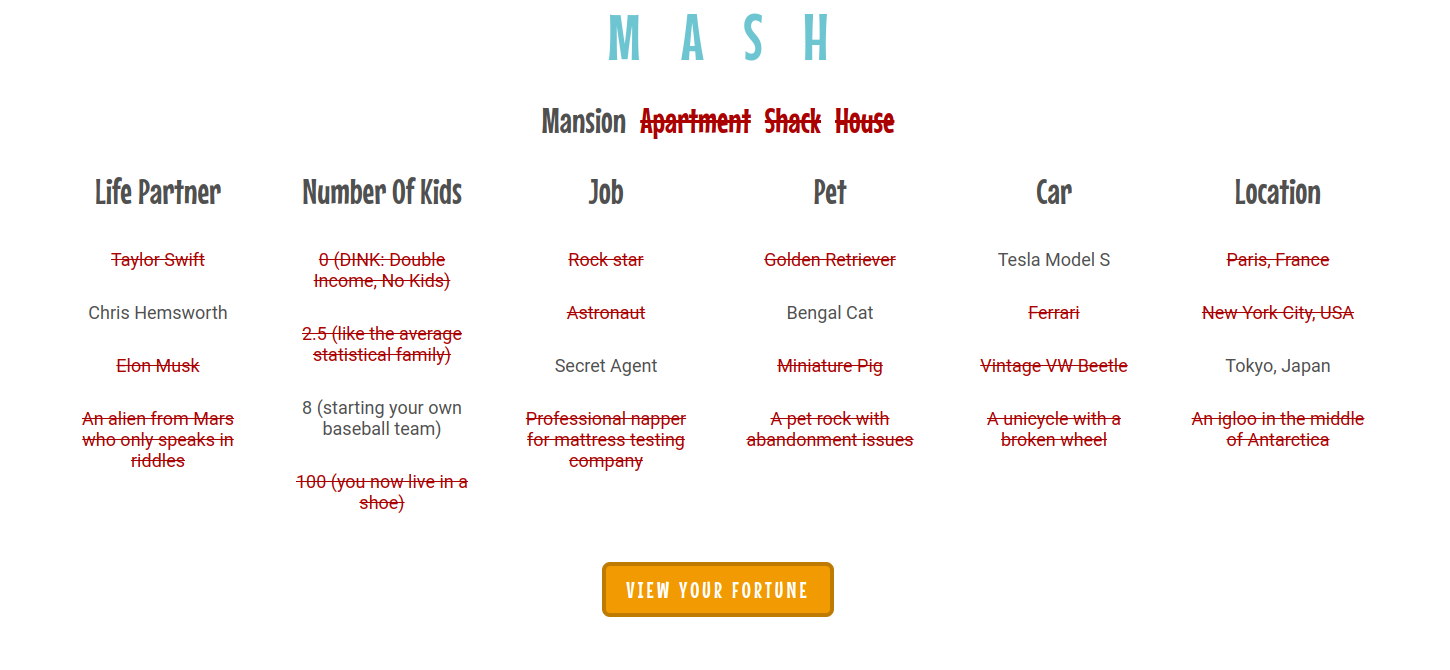 M A S H
Mansion Apartment Shack House
Life Partner
Taylor Swift
Chris Hemsworth
Elon Musk
An alien from Mars
who only speaks in
riddles
Number Of Kids
0 (DINK: Double
Income, No Kids)
2.5 (like the average
statistical family)
8 (starting your own
baseball team)
100 (you now live in a
shoe)
Job
Rock star
Astronaut
Secret Agent
Professional napper
for mattress testing
company
Pet
Golden Retriever
Bengal Cat
Miniature Pig
A pet rock with
abandonment issues
Car
Tesla Model S
Ferrari
Vintage VW Beetle
A unicycle with a
broken wheel
Location
Paris, France
New York City, USA
Tokyo, Japan
An igloo in the middle
of Antarctica
VIEW YOUR FORTUNE